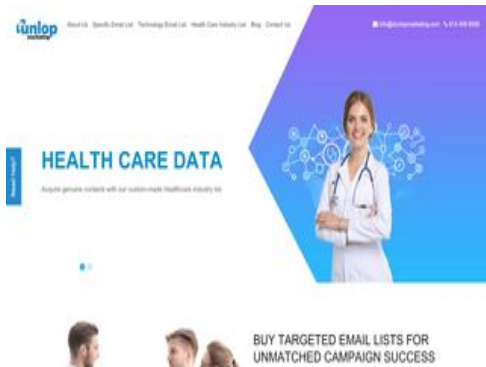 unlop
marketing
About Us Specific Email List Technology Email List Health Care Industry List Blog Contact Us
HEALTH CARE DATA
Acquire genuine contacts with our custom-made Healthcare industry list
BUY TARGETED EMAIL LISTS FOR
UNMATCHED CAMPAIGN SUCCESS